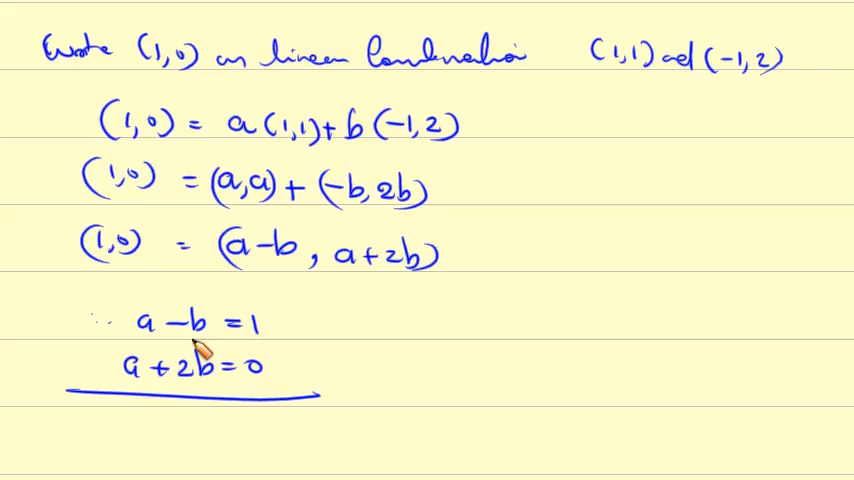 Write (1,0) as linear Combination (1,1) and (-1,2)
(1,0) = a(1,1)+b(-1,2)
(1,0) = (a,a)+(-b,2b)
(1,0) = (a-b, a+2b)
∵ a-b=1
a+2b=0